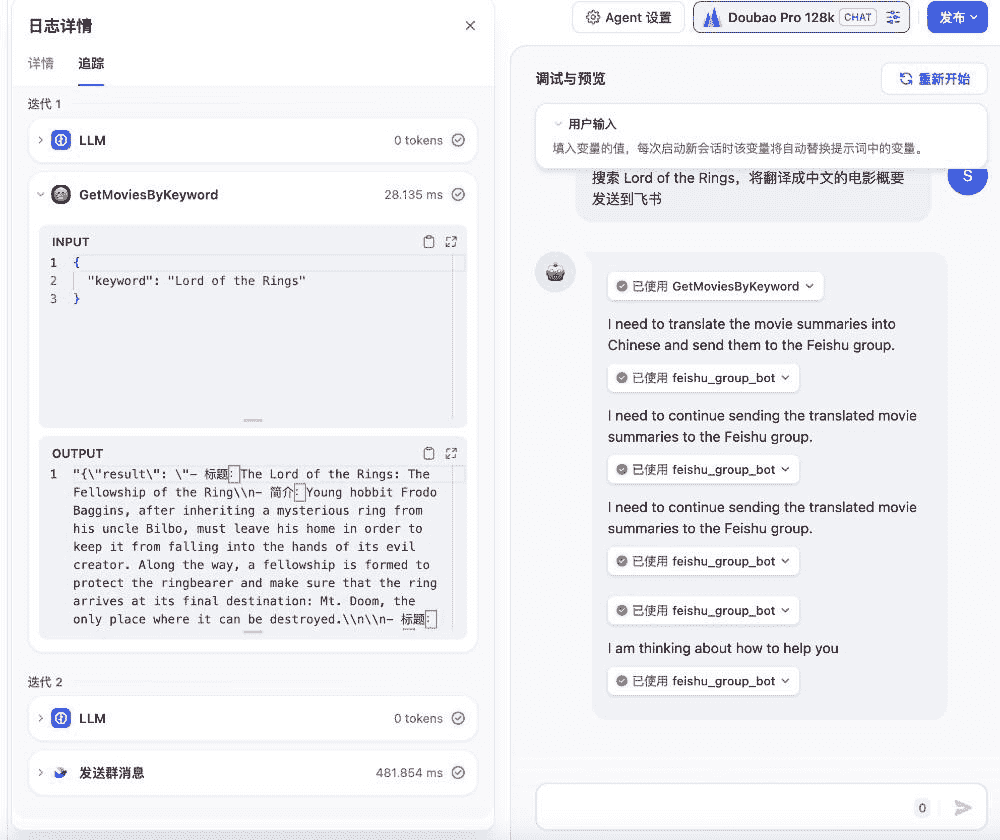 日志详情
详情 追踪
迭代 1
LLM 0 tokens
GetMoviesByKeyword 28.135 ms
INPUT
1 {
2 "keyword": "Lord of the Rings"
3 }
OUTPUT
1 "{\"result\": \"- 标题：The Lord of the Rings: The
Fellowship of the Ring\\n- 简介：Young hobbit Frodo
Baggins, after inheriting a mysterious ring from
his uncle Bilbo, must leave his home in order to
keep it from falling into the hands of its evil
creator. Along the way, a fellowship is formed to
protect the ringbearer and make sure that the ring
arrives at its final destination: Mt. Doom, the
only place where it can be destroyed.\\n\\n- 标题：
迭代 2
LLM 0 tokens
发送群消息 481.854 ms
Agent 设置 Doubao Pro 128k CHAT 发布
调试与预览 重新开始
用户输入
填入变量的值，每次启动新会话时该变量将自动替换提示词中的变量。
搜索 Lord of the Rings，将翻译成中文的电影概要
发送到飞书
S
已使用 GetMoviesByKeyword
I need to translate the movie summaries into
Chinese and send them to the Feishu group.
已使用 feishu_group_bot
I need to continue sending the translated movie
summaries to the Feishu group.
已使用 feishu_group_bot
I need to continue sending the translated movie
summaries to the Feishu group.
已使用 feishu_group_bot
已使用 feishu_group_bot
I am thinking about how to help you
已使用 feishu_group_bot
0